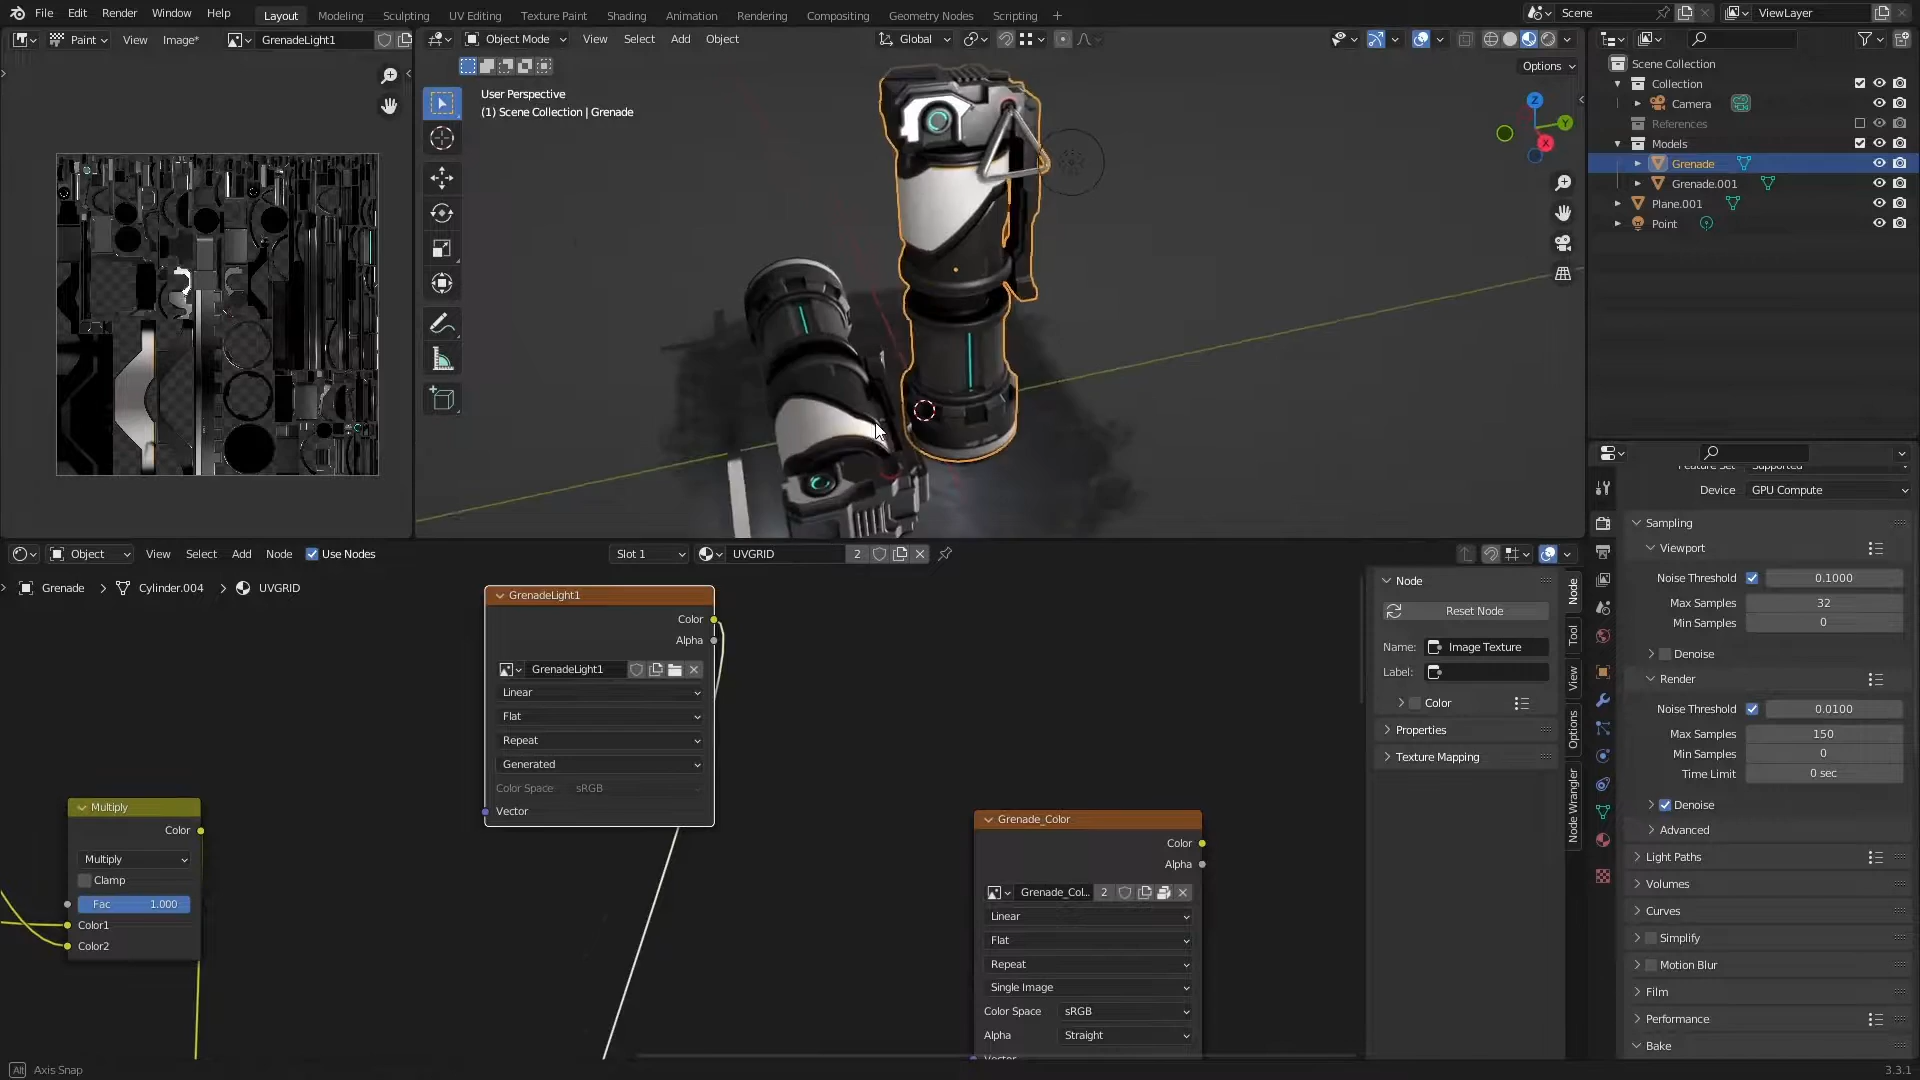 File Edit Render Window Help Layout Modeling Sculpting UV Editing Texture Paint Shading Animation Rendering Compositing Geometry Nodes Scripting + Scene ViewLayer
Paint View Image* GrenadeLight1
Object Mode View Select Add Object Global
Options
User Perspective
(1) Scene Collection | Grenade
Z
Y
X
Scene Collection
Collection
Camera
References
Models
Grenade
Grenade.001
Plane.001
Point
Feature Set Supported
Device GPU Compute
Sampling
Viewport
Noise Threshold 0.1000
Max Samples 32
Min Samples 0
Denoise
Render
Noise Threshold 0.0100
Max Samples 150
Min Samples 0
Time Limit 0 sec
Denoise
Advanced
Light Paths
Volumes
Curves
Simplify
Motion Blur
Film
Performance
Bake
Object View Select Add Node Use Nodes Slot 1 UVGRID 2
Grenade > Cylinder.004 > UVGRID
GrenadeLight1
Color
Alpha
GrenadeLight1
Linear
Flat
Repeat
Generated
Color Space sRGB
Vector
Multiply
Color
Multiply
Clamp
Fac 1.000
Color1
Color2
Grenade_Color
Color
Alpha
Grenade_Col... 2
Linear
Flat
Repeat
Single Image
Color Space sRGB
Alpha Straight
Vector
Node
Reset Node
Name: Image Texture
Label:
Color
Properties
Texture Mapping
Node
Tool
View
Options
Node Wrangler
Alt Axis Snap
3.3.1